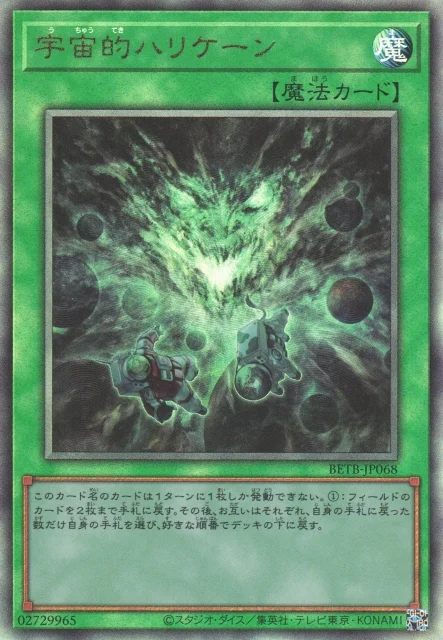 宇宙的ハリケーン
魔
【魔法カード】
BETB-JP068
このカード名のカードは1ターンに1枚しか発動できない。①：フィールドの
カードを2枚まで手札に戻す。その後、お互いはそれぞれ、自身の手札に戻った
数だけ自身の手札を選び、好きな順番でデッキの下に戻す。
02729965
©スタジオ・ダイス／集英社・テレビ東京・KONAMI